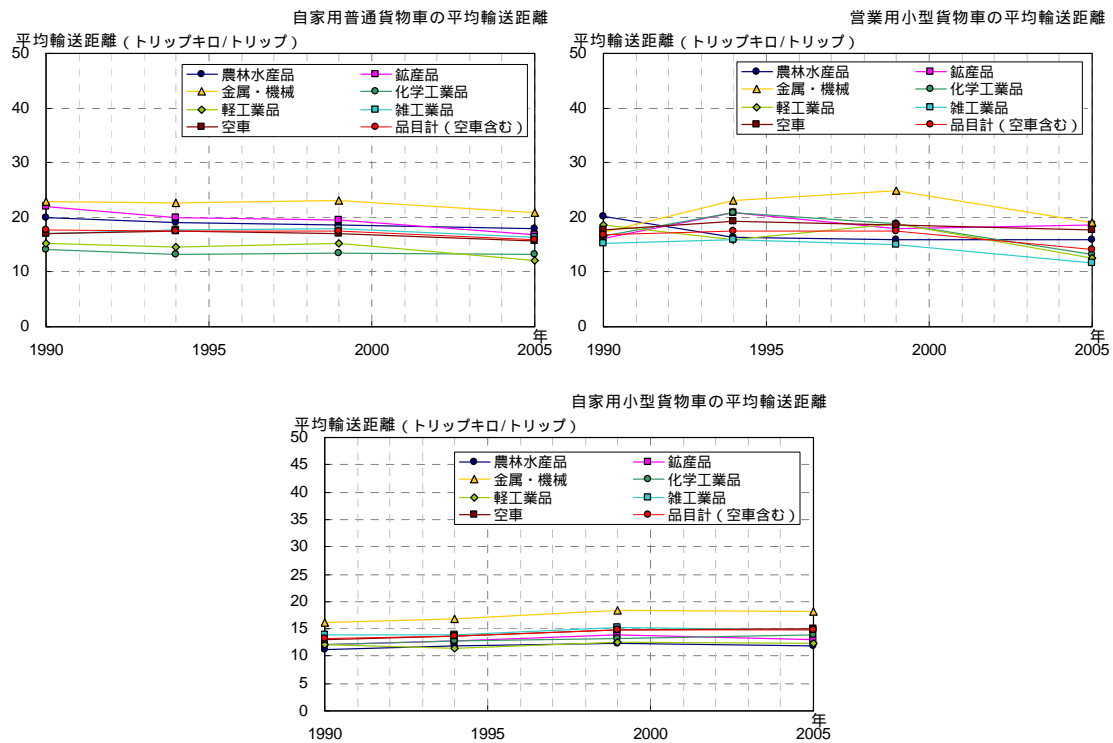 自家用普通貨物車の平均輸送距離
平均輸送距離（トリップキロ/トリップ）
50
40
30
20
10
0
農林水産品 鉱産品
金属・機械 化学工業品
軽工業品 雑工業品
空車 品目計（空車含む）
年
1990 1995 2000 2005
営業用小型貨物車の平均輸送距離
平均輸送距離（トリップキロ/トリップ）
50
40
30
20
10
0
農林水産品 鉱産品
金属・機械 化学工業品
軽工業品 雑工業品
空車 品目計（空車含む）
年
1990 1995 2000 2005
自家用小型貨物車の平均輸送距離
平均輸送距離（トリップキロ/トリップ）
50
45
40
35
30
25
20
15
10
5
0
農林水産品 鉱産品
金属・機械 化学工業品
軽工業品 雑工業品
空車 品目計（空車含む）
年
1990 1995 2000 2005